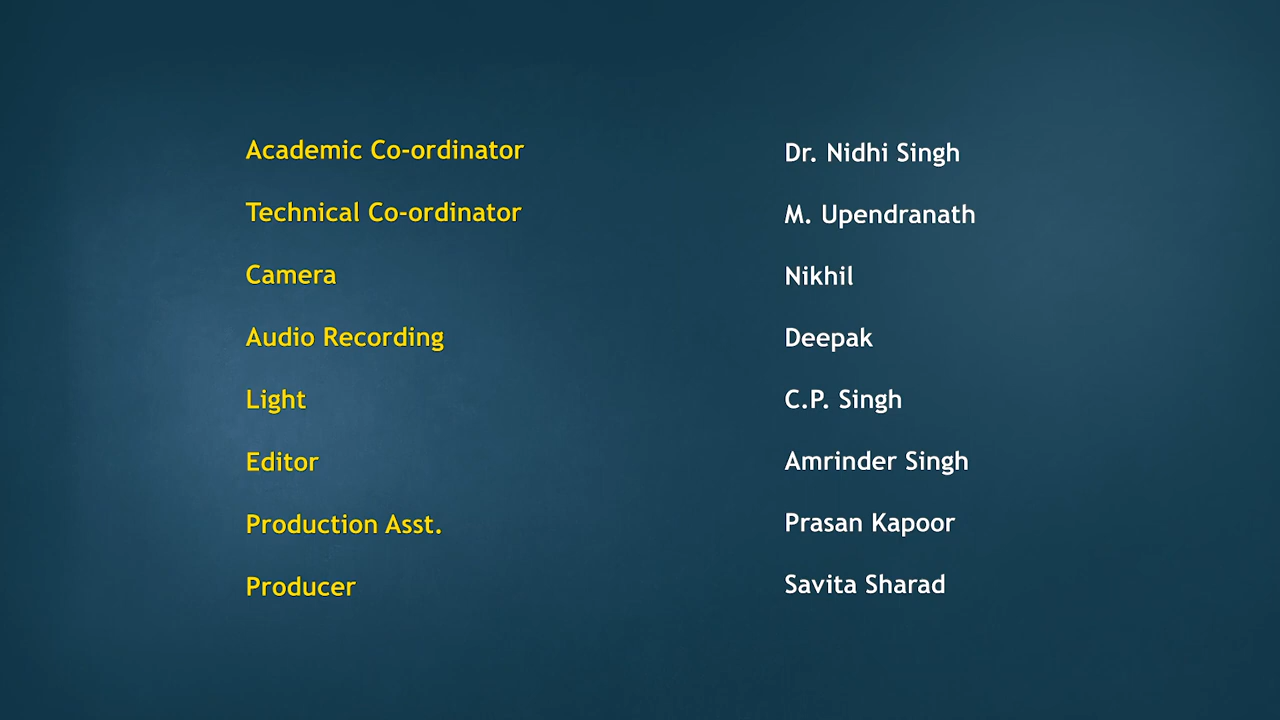 Academic Co-ordinator Dr. Nidhi Singh
Technical Co-ordinator M. Upendranath
Camera Nikhil
Audio Recording Deepak
Light C.P. Singh
Editor Amrinder Singh
Production Asst. Prasan Kapoor
Producer Savita Sharad